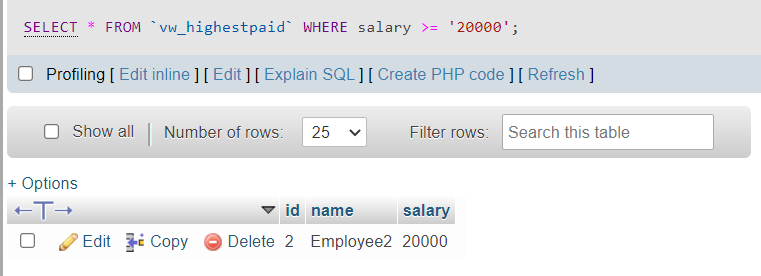 SELECT * FROM `vw_highestpaid` WHERE salary >= '20000';
Profiling [ Edit inline ] [ Edit ] [ Explain SQL ] [ Create PHP code ] [ Refresh ]
Show all | Number of rows: 25 Filter rows: Search this table
+ Options
←T→ id name salary
Edit Copy Delete 2 Employee2 20000